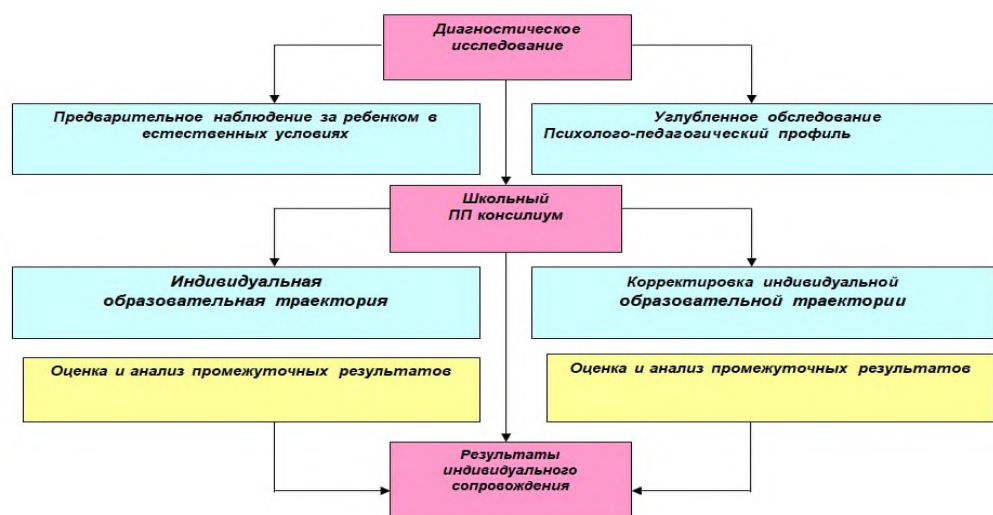 Диагностическое
исследование
Предварительное наблюдение за ребенком в
естественных условиях
Углубленное обследование
Психолого-педагогический профиль
Школьный
ПП консилиум
Индивидуальная
образовательная траектория
Корректировка индивидуальной
образовательной траектории
Оценка и анализ промежуточных результатов
Оценка и анализ промежуточных результатов
Результаты
индивидуального
сопровождения